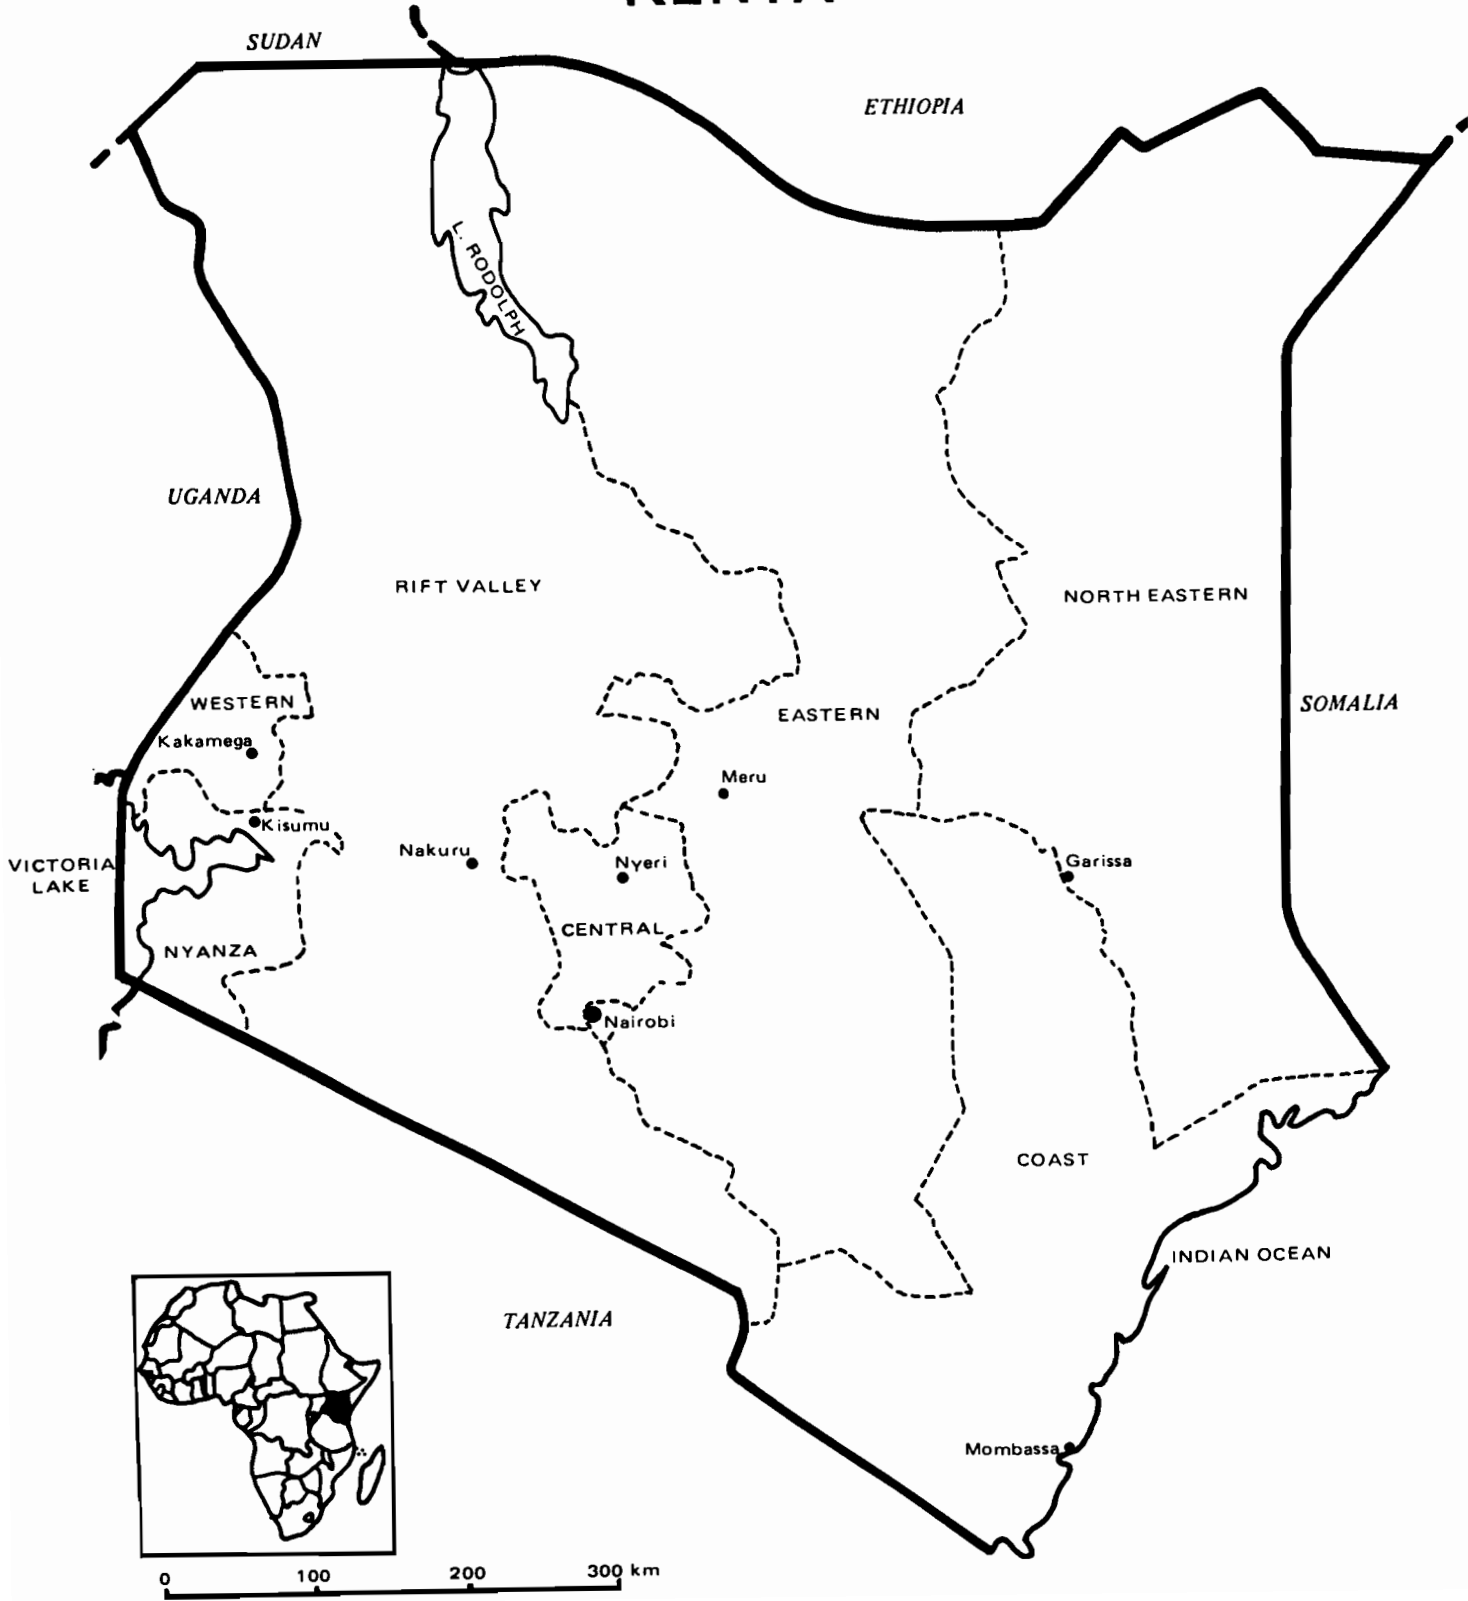 SUDAN
ETHIOPIA
L. RODOLPH
UGANDA
RIFT VALLEY
NORTH EASTERN
WESTERN
EASTERN
SOMALIA
Kakamega
Meru
Kisumu
Nakuru
Nyeri
Garissa
VICTORIA
LAKE
CENTRAL
NYANZA
Nairobi
COAST
INDIAN OCEAN
TANZANIA
Mombassa
0 100 200 300 km